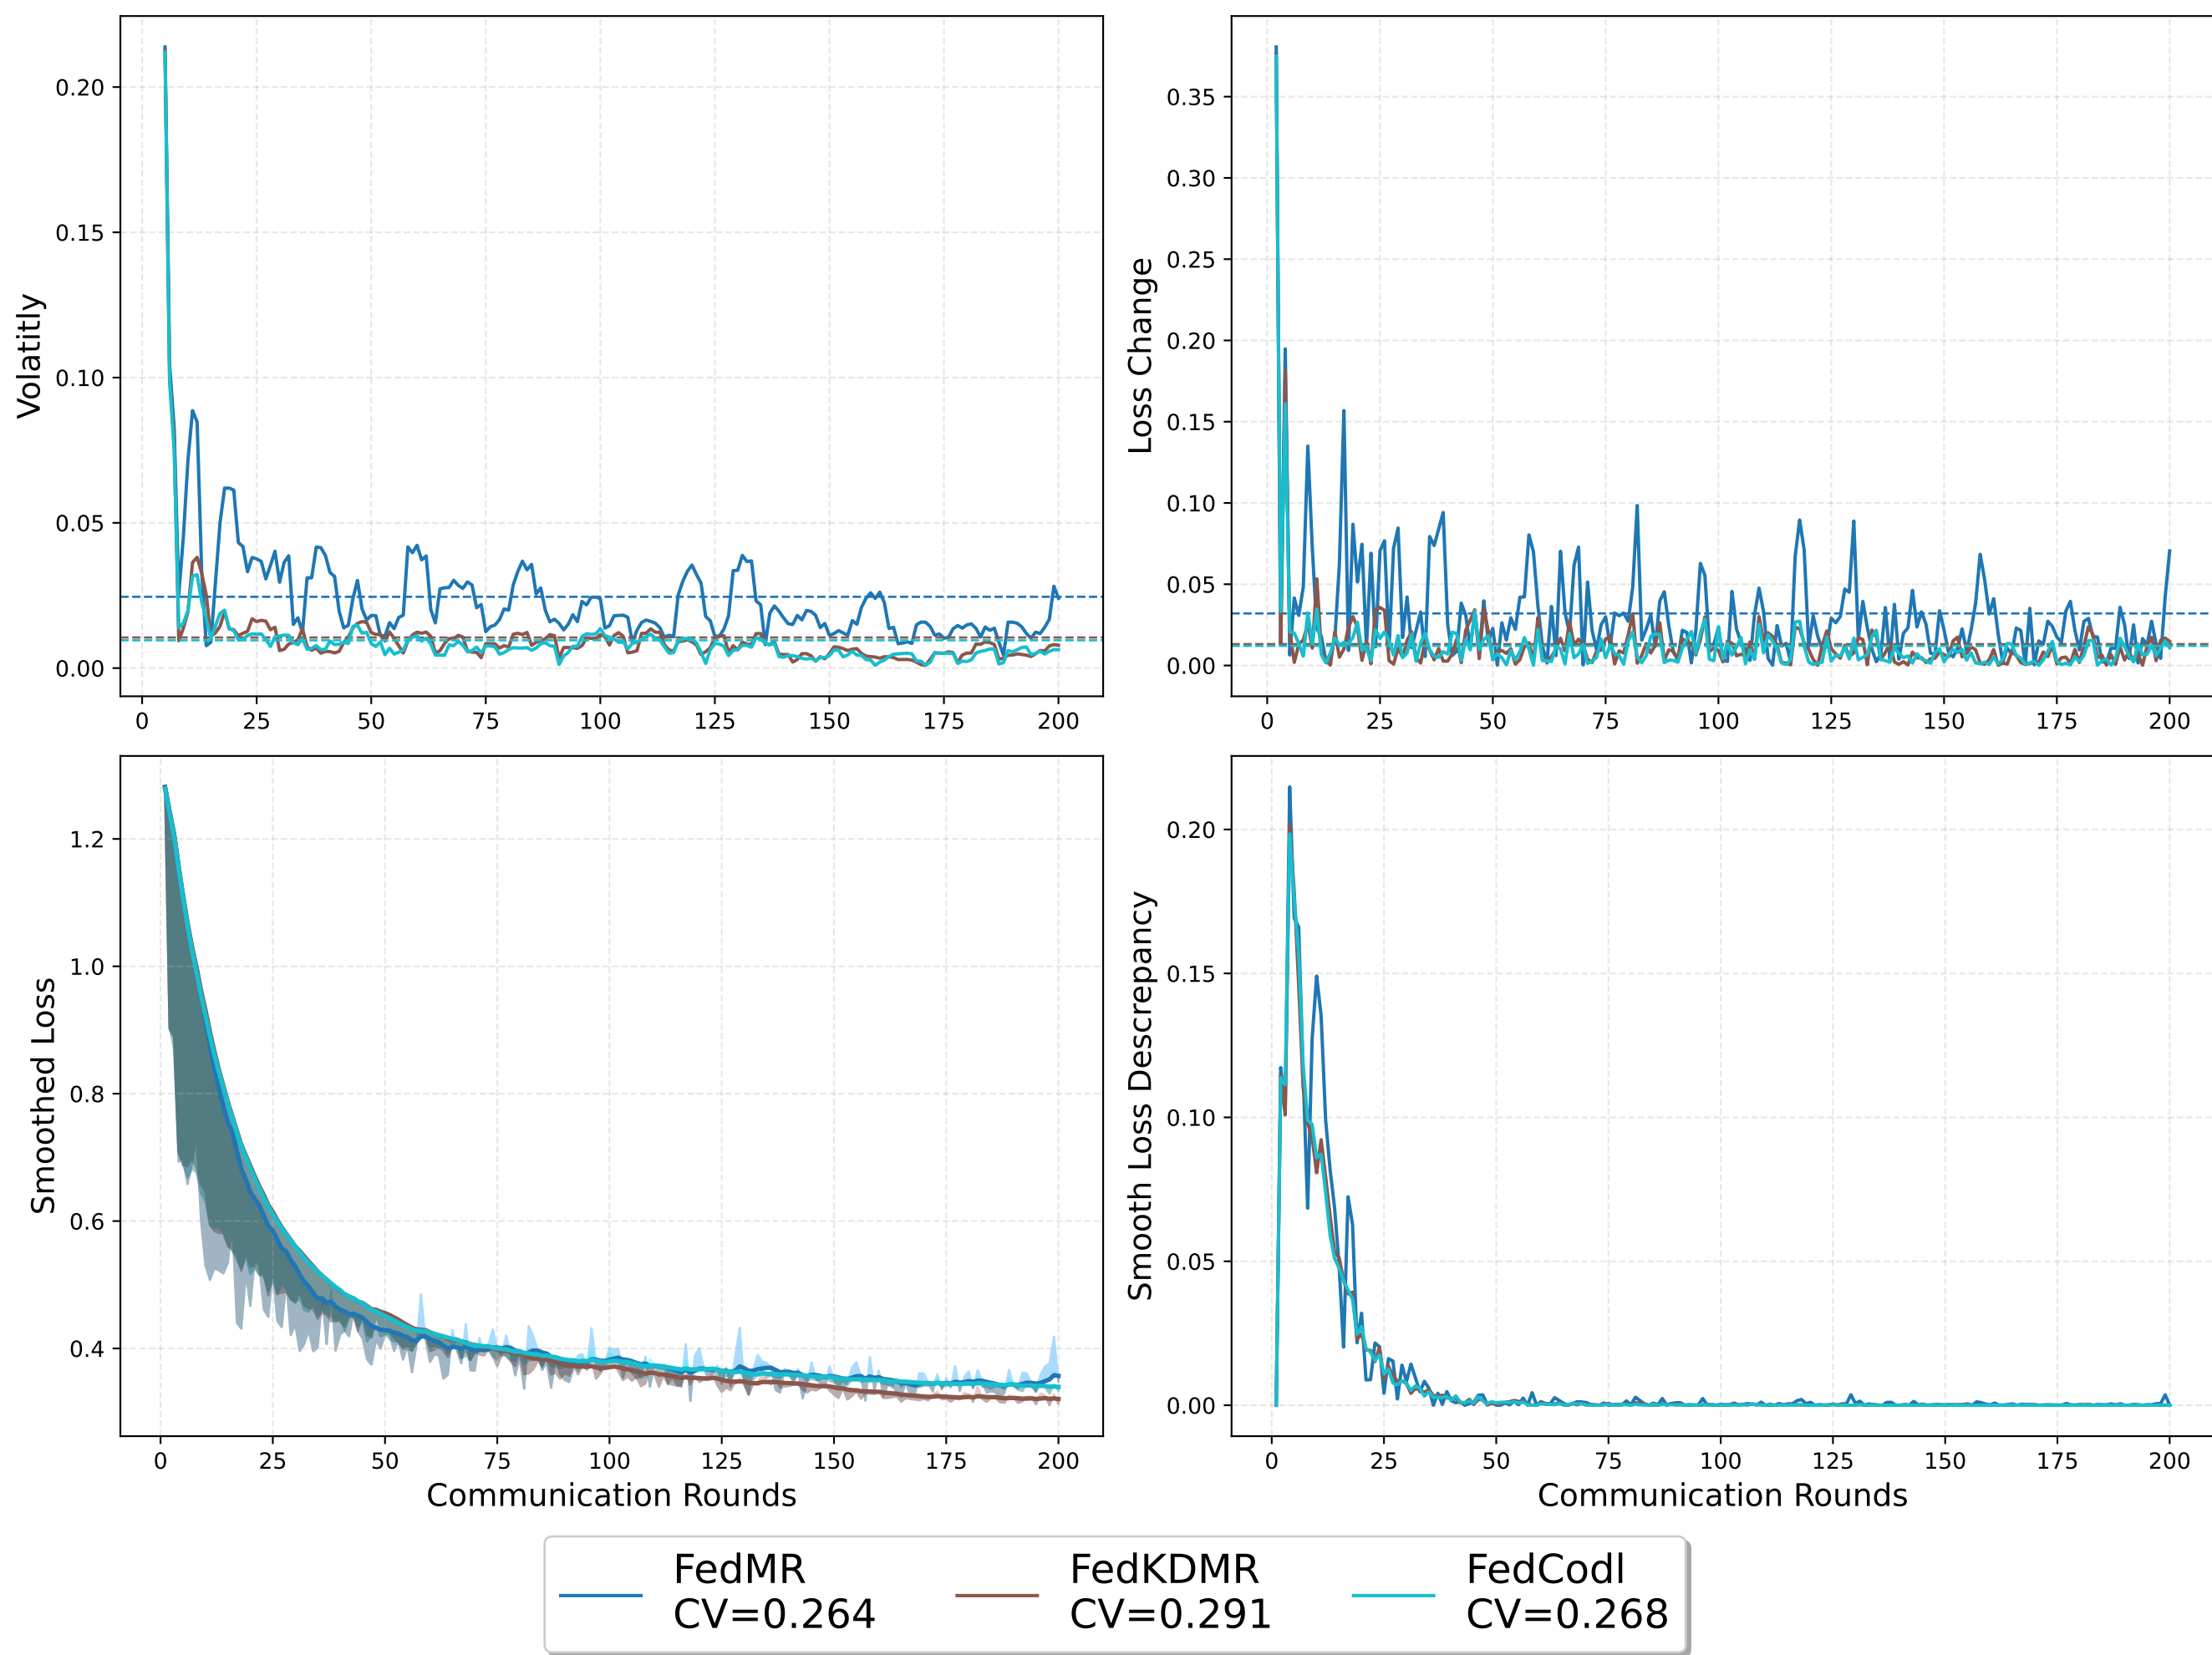 Volatitly
0.20
0.15
0.10
0.05
0.00
0 25 50 75 100 125 150 175 200
Loss Change
0.35
0.30
0.25
0.20
0.15
0.10
0.05
0.00
0 25 50 75 100 125 150 175 200
Smoothed Loss
1.2
1.0
0.8
0.6
0.4
0 25 50 75 100 125 150 175 200
Communication Rounds
Smooth Loss Descrepancy
0.20
0.15
0.10
0.05
0.00
0 25 50 75 100 125 150 175 200
Communication Rounds
FedMR
CV=0.264
FedKDMR
CV=0.291
FedCodl
CV=0.268